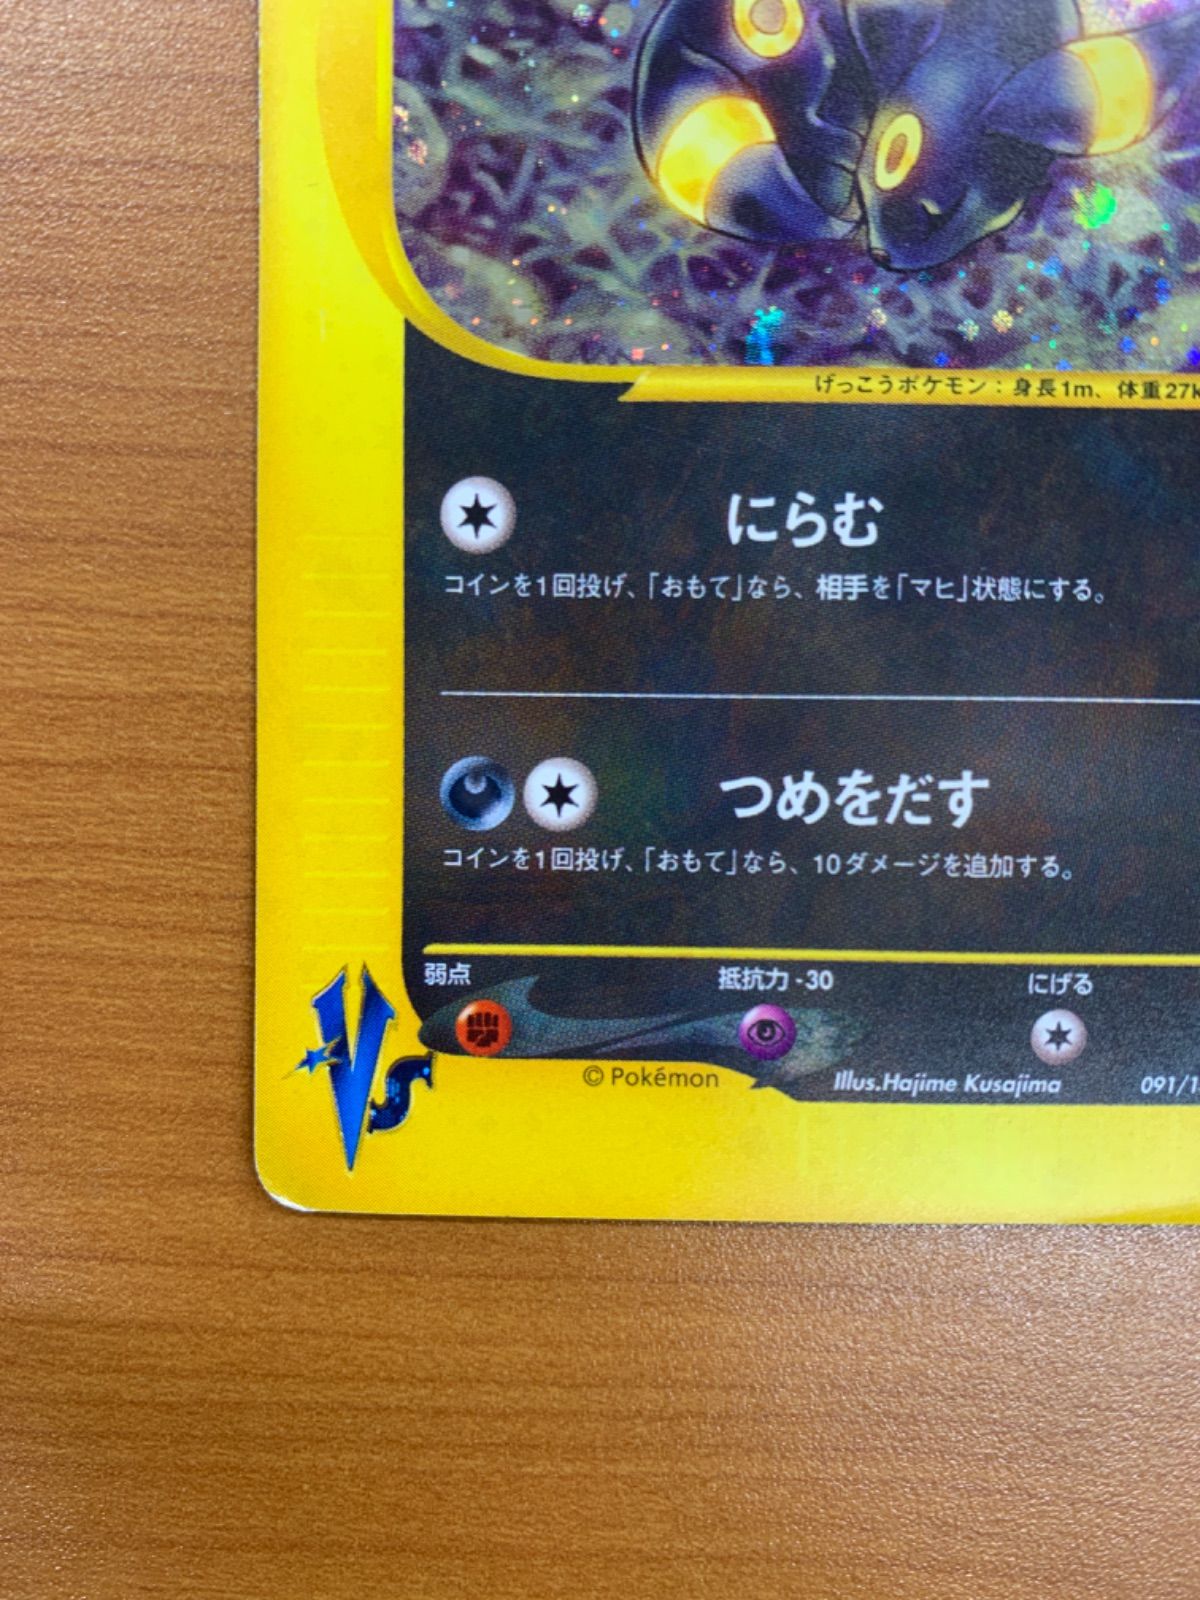 げっこうポケモン：身長1m、体重27k
にらむ
コインを1回投げ、「おもて」なら、相手を「マヒ」状態にする。
つめをだす
コインを1回投げ、「おもて」なら、10ダメージを追加する。
弱点 抵抗力 -30 にげる
© Pokémon Illus.Hajime Kusajima 091/1
VS